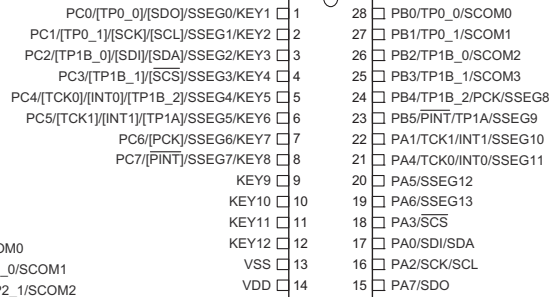 PC0/[TP0_0]/[SDO]/SSEG0/KEY1 1 28 PB0/TP0_0/SCOM0
PC1/[TP0_1]/[SCK]/[SCL]/SSEG1/KEY2 2 27 PB1/TP0_1/SCOM1
PC2/[TP1B_0]/[SDI]/[SDA]/SSEG2/KEY3 3 26 PB2/TP1B_0/SCOM2
PC3/[TP1B_1]/[SCS]/SSEG3/KEY4 4 25 PB3/TP1B_1/SCOM3
PC4/[TCK0]/[INT0]/[TP1B_2]/SSEG4/KEY5 5 24 PB4/TP1B_2/PCK/SSEG8
PC5/[TCK1]/[INT1]/[TP1A]/SSEG5/KEY6 6 23 PB5/PINT/TP1A/SSEG9
PC6/[PCK]/SSEG6/KEY7 7 22 PA1/TCK1/INT1/SSEG10
PC7/[PINT]/SSEG7/KEY8 8 21 PA4/TCK0/INT0/SSEG11
KEY9 9 20 PA5/SSEG12
KEY10 10 19 PA6/SSEG13
KEY11 11 18 PA3/SCS
KEY12 12 17 PA0/SDI/SDA
VSS 13 16 PA2/SCK/SCL
VDD 14 15 PA7/SDO
OM0
_0/SCOM1
2_1/SCOM2